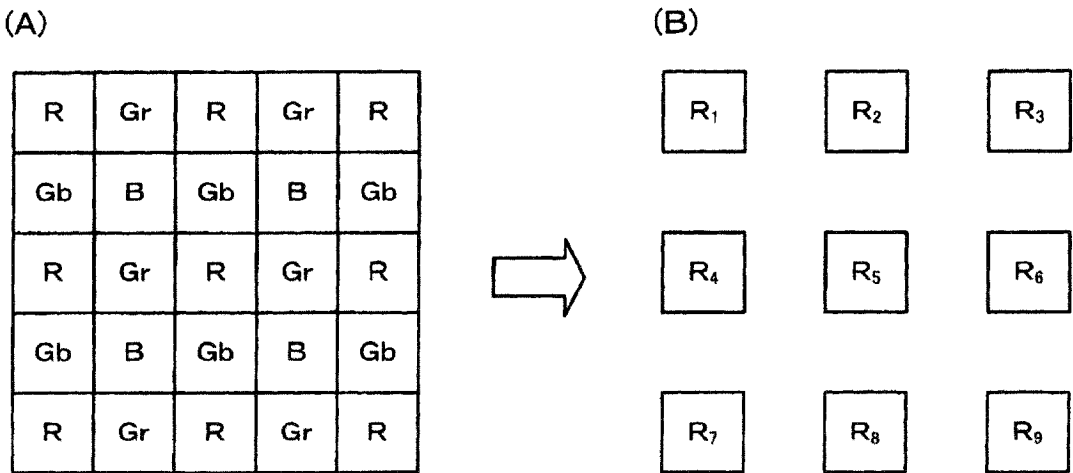 (A) (B)
R Gr R Gr R R₁ R₂ R₃
Gb B Gb B Gb
R Gr R Gr R R₄ R₅ R₆
Gb B Gb B Gb
R Gr R Gr R R₇ R₈ R₉